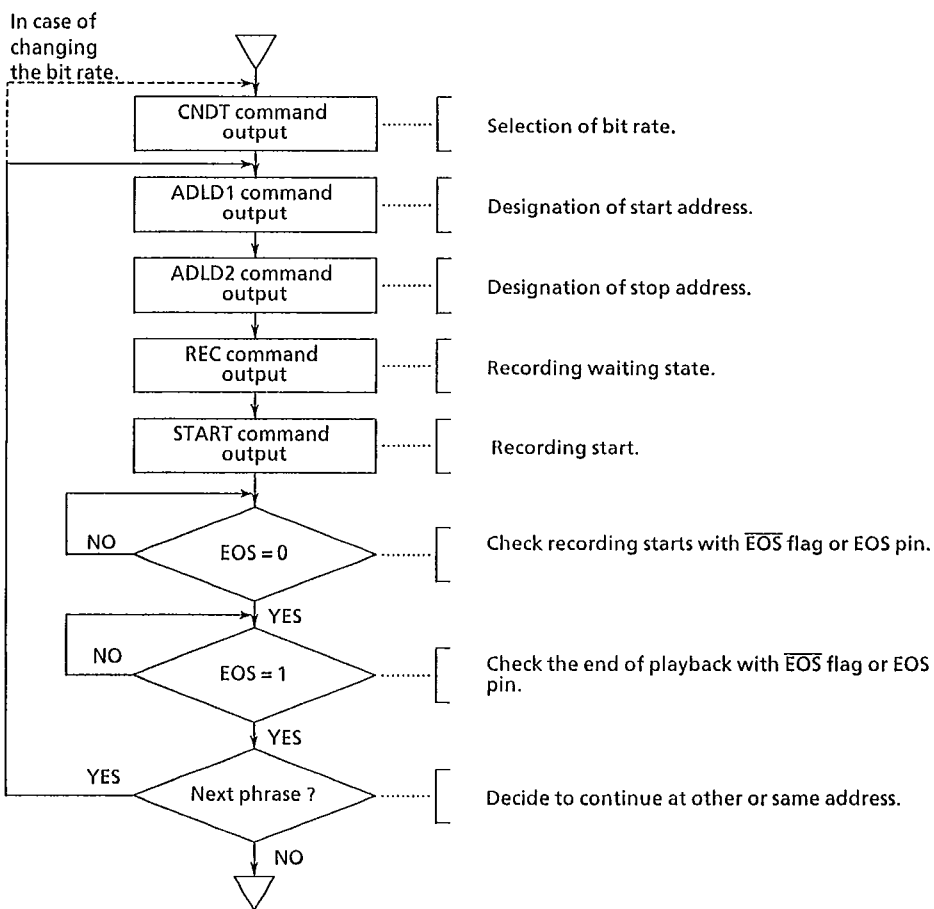 In case of
changing
the bit rate.
CNDT command
output
Selection of bit rate.
ADLD1 command
output
Designation of start address.
ADLD2 command
output
Designation of stop address.
REC command
output
Recording waiting state.
START command
output
Recording start.
NO
EOS = 0
Check recording starts with E̅O̅S̅ flag or EOS pin.
YES
NO
EOS = 1
Check the end of playback with E̅O̅S̅ flag or EOS
pin.
YES
YES
Next phrase ?
Decide to continue at other or same address.
NO